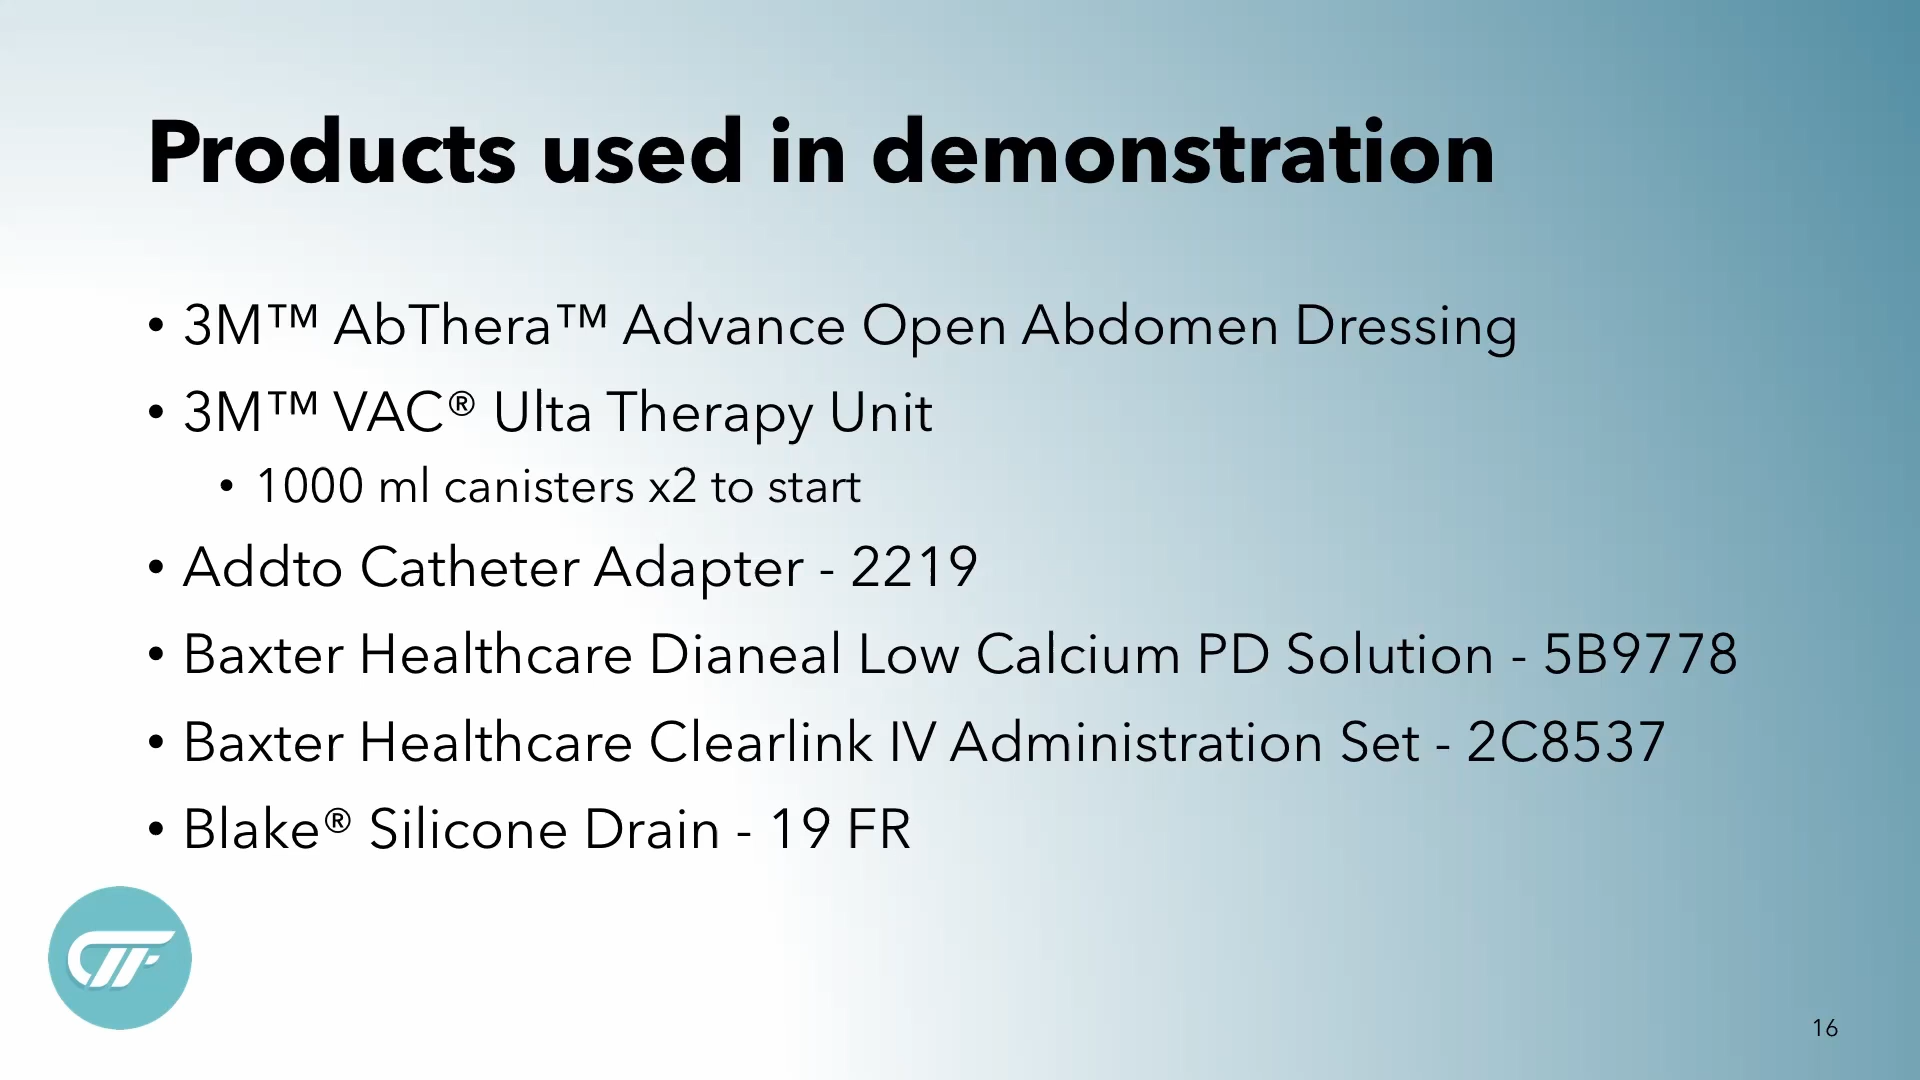 Products used in demonstration
• 3M™ AbThera™ Advance Open Abdomen Dressing
• 3M™ VAC® Ulta Therapy Unit
• 1000 ml canisters x2 to start
• Addto Catheter Adapter - 2219
• Baxter Healthcare Dianeal Low Calcium PD Solution - 5B9778
• Baxter Healthcare Clearlink IV Administration Set - 2C8537
• Blake® Silicone Drain - 19 FR
16